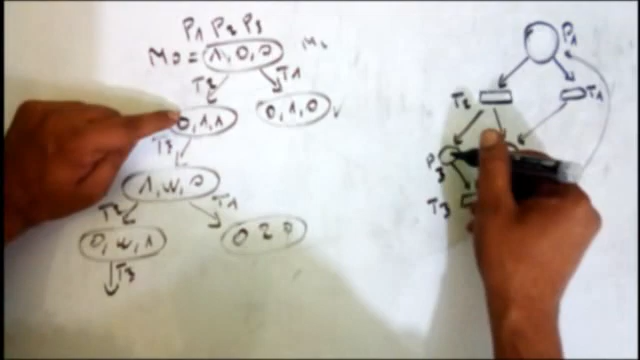 P1 P2 P3
M0 = 1,0,0
T2 T1
0,1,1
0,1,0
T3
1,w,0
T2 T1
0,w,1
0 2 0
T3
P1
T2 T1
P3
T3